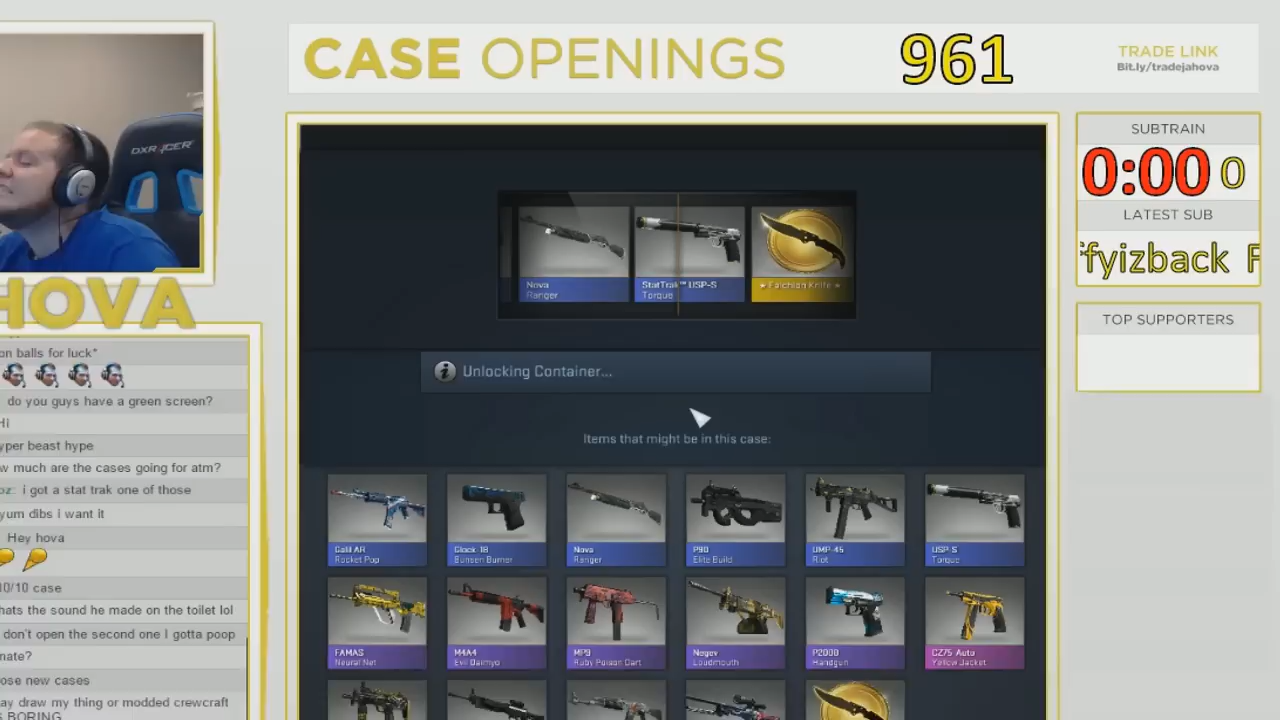 CASE OPENINGS
961
TRADE LINK
Bit.ly/tradejahova
DXRACER
HOVA
on balls for luck*
do you guys have a green screen?
Hi
yper beast hype
w much are the cases going for atm?
oz: i got a stat trak one of those
yum dibs i want it
Hey hova
10/10 case
hats the sound he made on the toilet lol
don't open the second one I gotta poop
nate?
ose new cases
ay draw my thing or modded crewcraft
S BORING
Nova
Ranger
StatTrak™ USP-S
Torque
★ Falchion Knife ★
Unlocking Container...
Items that might be in this case:
Galil AR
Rocket Pop
Glock-18
Bunsen Burner
Nova
Ranger
P90
Elite Build
UMP-45
Riot
USP-S
Torque
FAMAS
Neural Net
M4A4
Evil Daimyo
MP9
Ruby Poison Dart
Negev
Loudmouth
P2000
Handgun
CZ75 Auto
Yellow Jacket
SUBTRAIN
0:00 0
LATEST SUB
ffyizback F
TOP SUPPORTERS